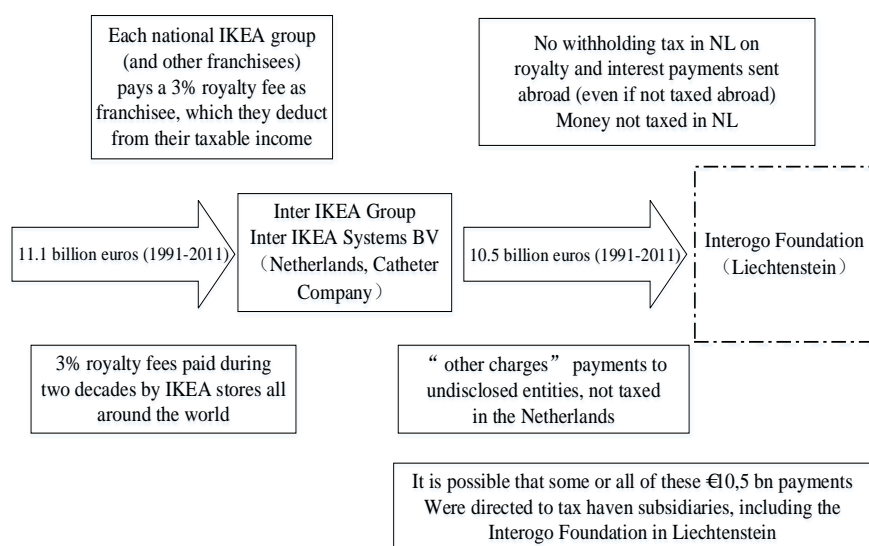 Each national IKEA group
(and other franchisees)
pays a 3% royalty fee as
franchisee, which they deduct
from their taxable income
No withholding tax in NL on
royalty and interest payments sent
abroad (even if not taxed abroad)
Money not taxed in NL
11.1 billion euros (1991-2011)
Inter IKEA Group
Inter IKEA Systems BV
（Netherlands, Catheter
Company）
10.5 billion euros (1991-2011)
Interogo Foundation
（Liechtenstein）
3% royalty fees paid during
two decades by IKEA stores all
around the world
“other charges” payments to
undisclosed entities, not taxed
in the Netherlands
It is possible that some or all of these €10,5 bn payments
Were directed to tax haven subsidiaries, including the
Interogo Foundation in Liechtenstein